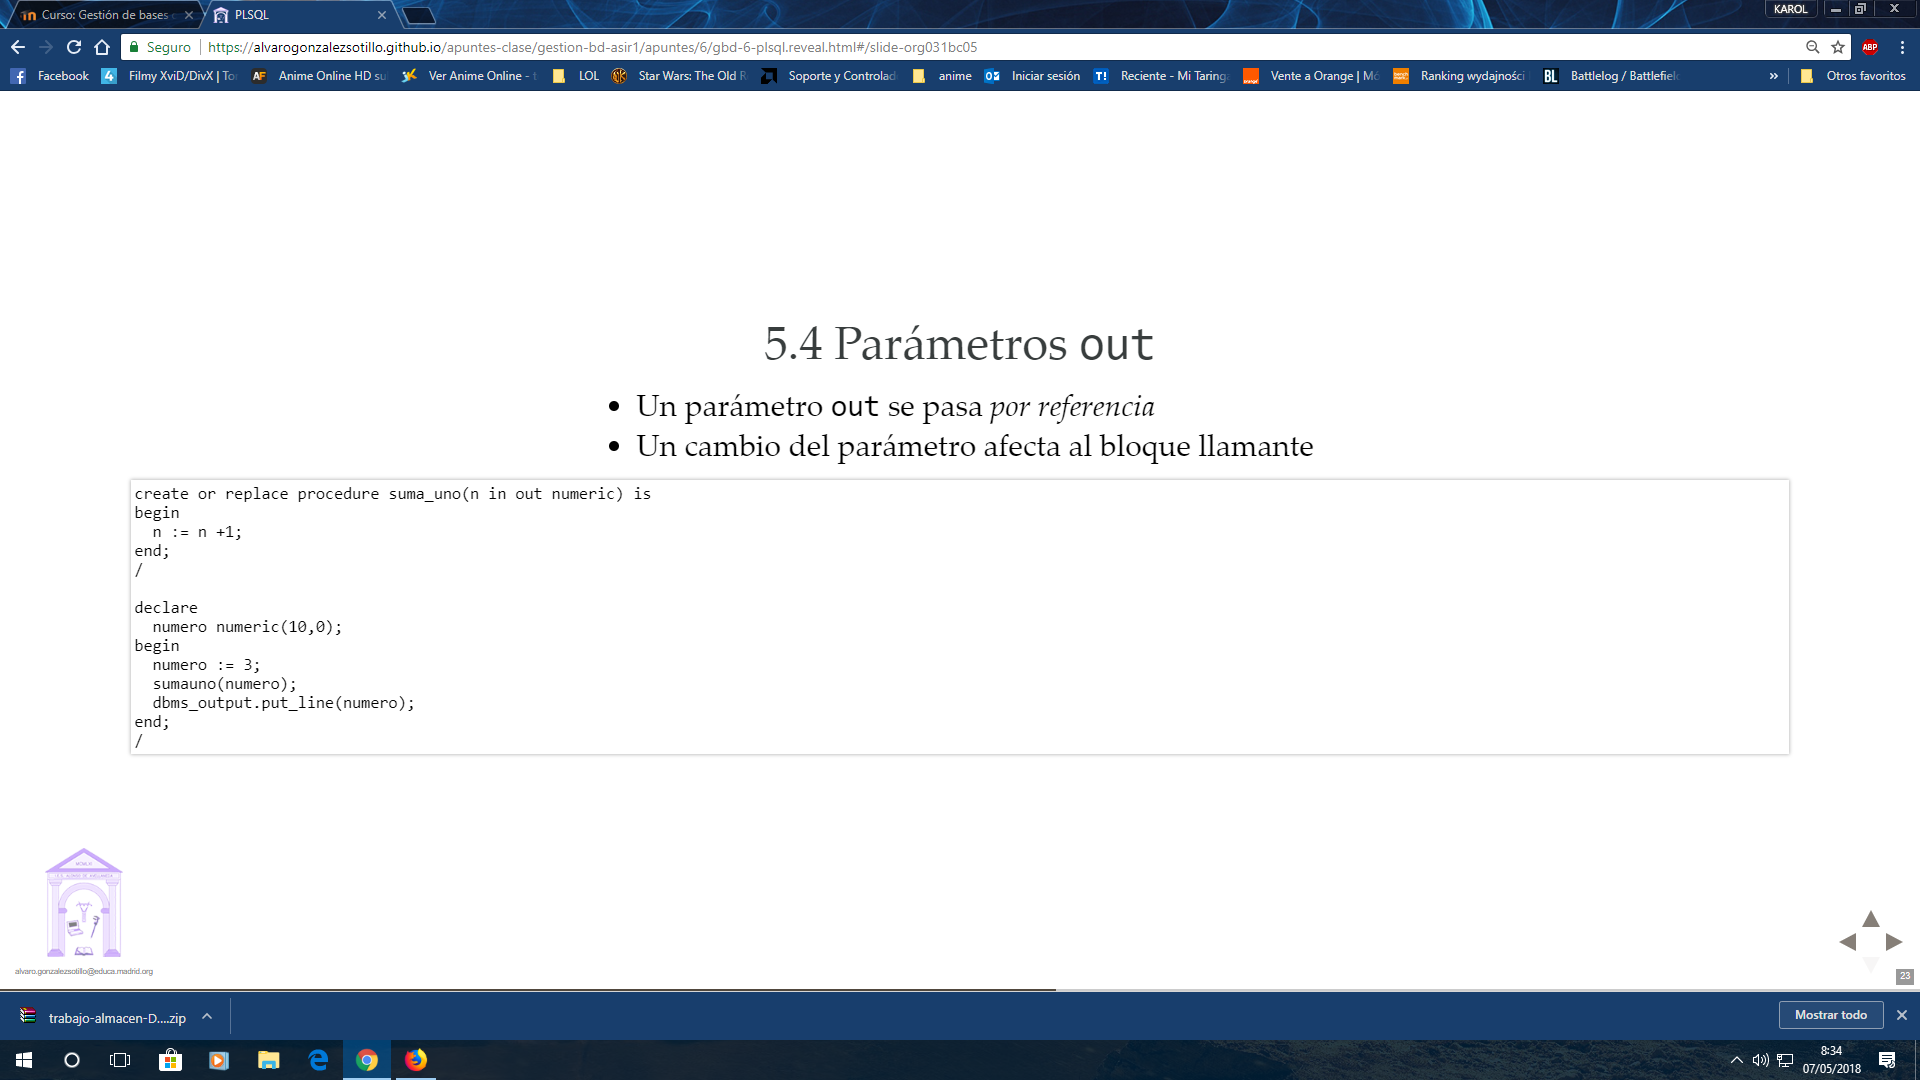 Curso: Gestión de bases
PLSQL
KAROL
Seguro
https://alvarogonzalezsotillo.github.io/apuntes-clase/gestion-bd-asir1/apuntes/6/gbd-6-plsql.reveal.html#/slide-org031bc05
ABP
Facebook
Filmy XviD/DivX | To
Anime Online HD su
Ver Anime Online -
LOL
Star Wars: The Old R
Soporte y Controlad
anime
Iniciar sesión
Reciente - Mi Taringa
Vente a Orange | Mó
Ranking wydajności
Battlelog / Battlefiel
»
Otros favoritos
5.4 Parámetros out
• Un parámetro out se pasa por referencia
• Un cambio del parámetro afecta al bloque llamante
create or replace procedure suma_uno(n in out numeric) is
begin
  n := n +1;
end;
/
declare
  numero numeric(10,0);
begin
  numero := 3;
  sumauno(numero);
  dbms_output.put_line(numero);
end;
/
alvaro.gonzalezsotillo@educa.madrid.org
23
trabajo-almacen-D....zip
Mostrar todo
8:34
07/05/2018